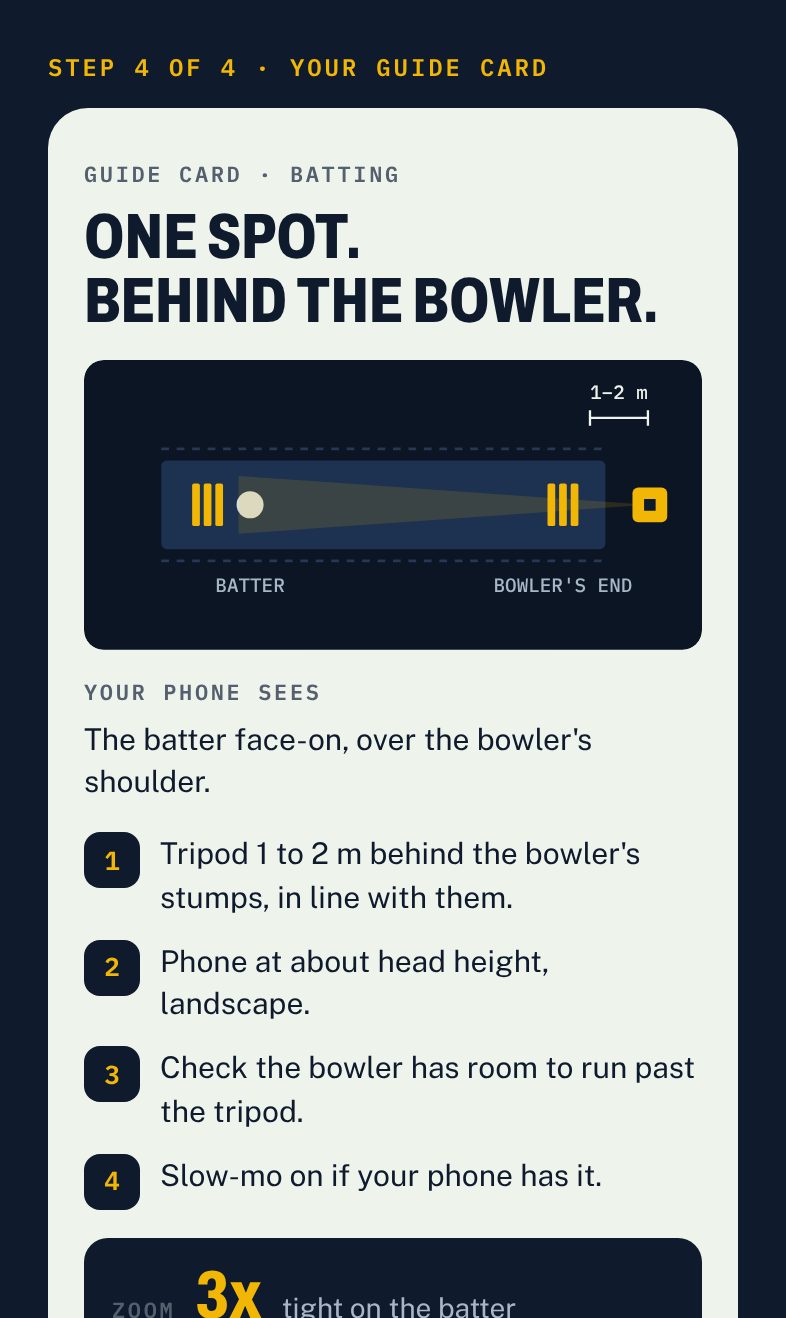 STEP 4 OF 4 · YOUR GUIDE CARD
GUIDE CARD · BATTING
ONE SPOT.
BEHIND THE BOWLER.
1–2 m
BATTER
BOWLER'S END
YOUR PHONE SEES
The batter face-on, over the bowler's
shoulder.
1
Tripod 1 to 2 m behind the bowler's
stumps, in line with them.
2
Phone at about head height,
landscape.
3
Check the bowler has room to run past
the tripod.
4
Slow-mo on if your phone has it.
ZOOM 3x tight on the batter